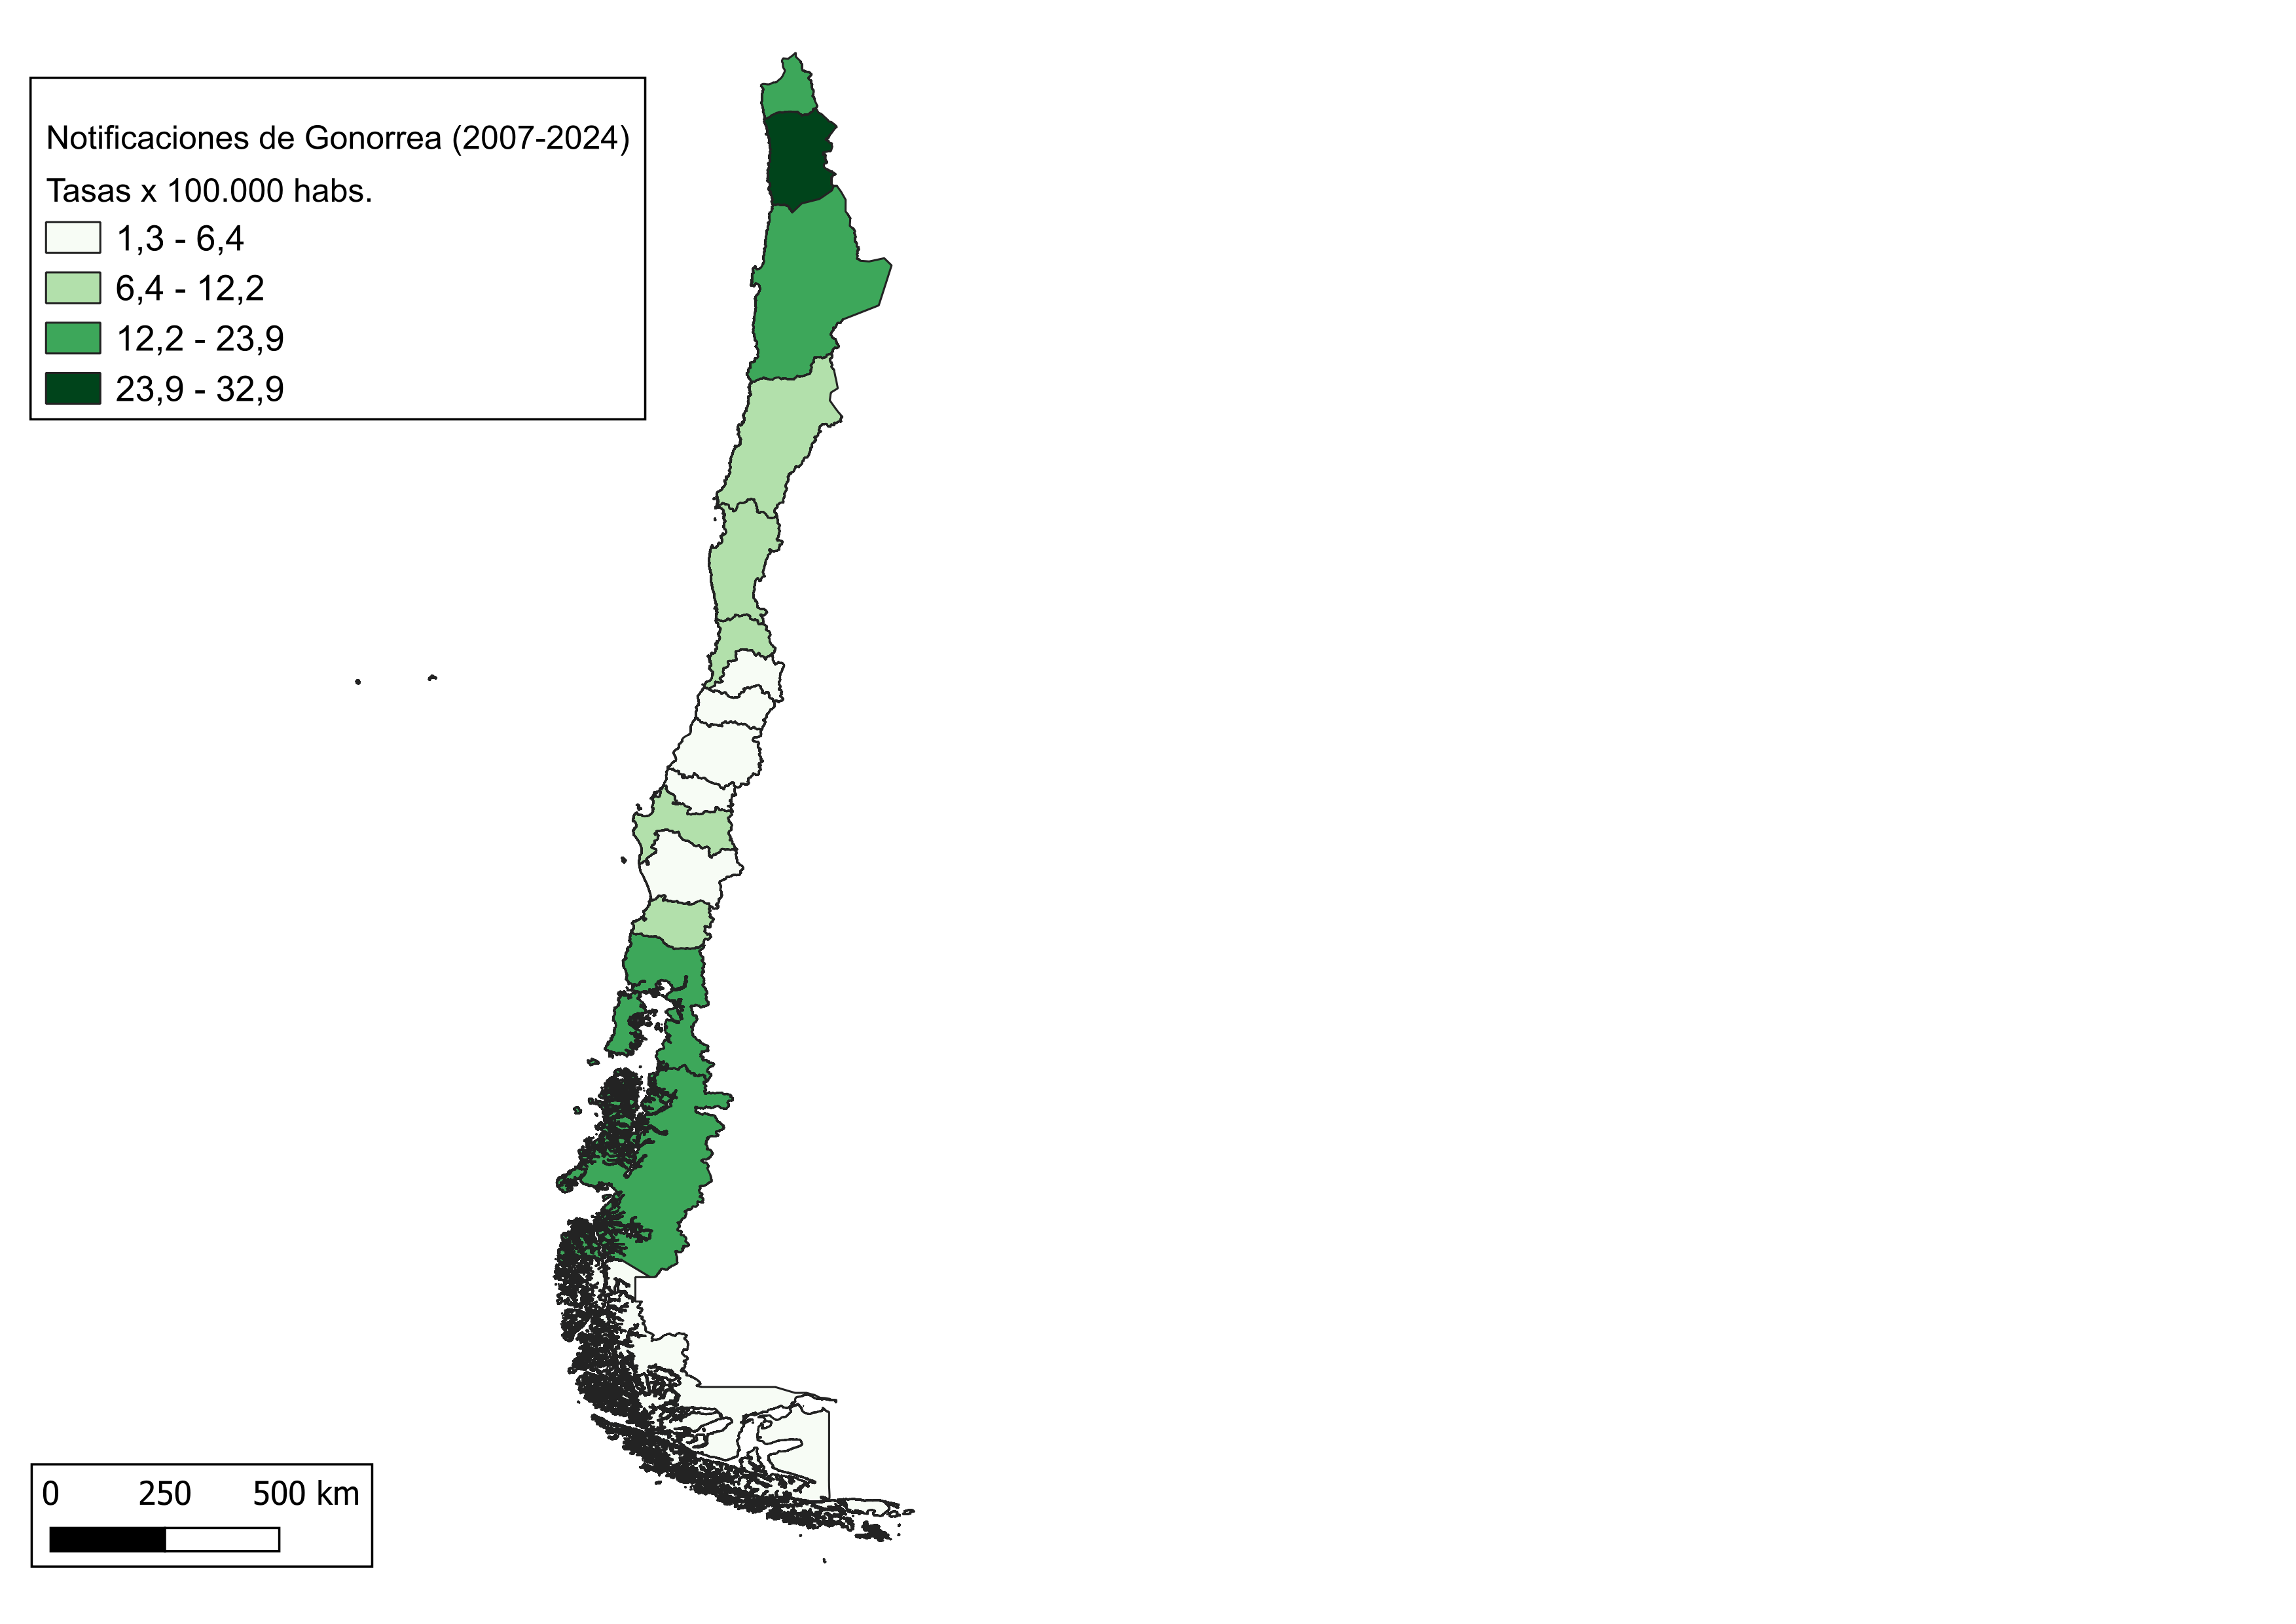 Notificaciones de Gonorrea (2007-2024)
Tasas x 100.000 habs.
1,3 - 6,4
6,4 - 12,2
12,2 - 23,9
23,9 - 32,9
0 250 500 km